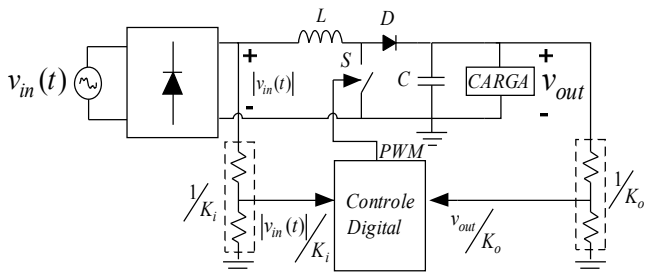 L
D
v_in(t)
+
|v_in(t)|
-
S
C
CARGA
+
v_out
-
PWM
1/K_i
|v_in(t)|/K_i
Controle
Digital
v_out/K_o
1/K_o